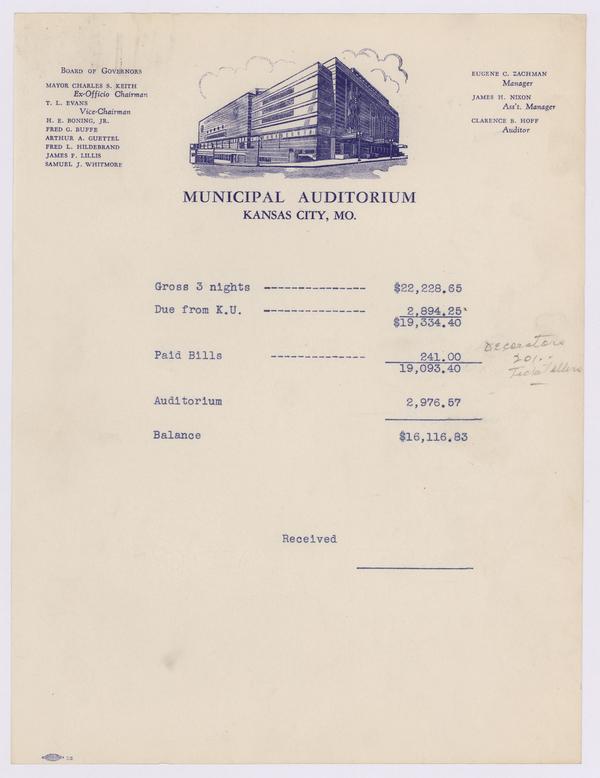 BOARD OF GOVERNORS
MAYOR CHARLES S. KEITH
Ex-Officio Chairman
T. L. EVANS
Vice-Chairman
H. E. BONING, JR.
FRED G. BUFFE
ARTHUR A. GUETTEL
FRED L. HILDEBRAND
JAMES F. LILLIS
SAMUEL J. WHITMORE
EUGENE C. ZACHMAN
Manager
JAMES H. NIXON
Ass't. Manager
CLARENCE B. HOFF
Auditor
MUNICIPAL AUDITORIUM
KANSAS CITY, MO.
Gross 3 nights --------------- $22,228.65
Due from K.U. --------------- 2,894.25
$19,334.40
Paid Bills -------------- 241.00
19,093.40
Decorators
201.
Auditorium 2,976.57
Balance $16,116.83
Received